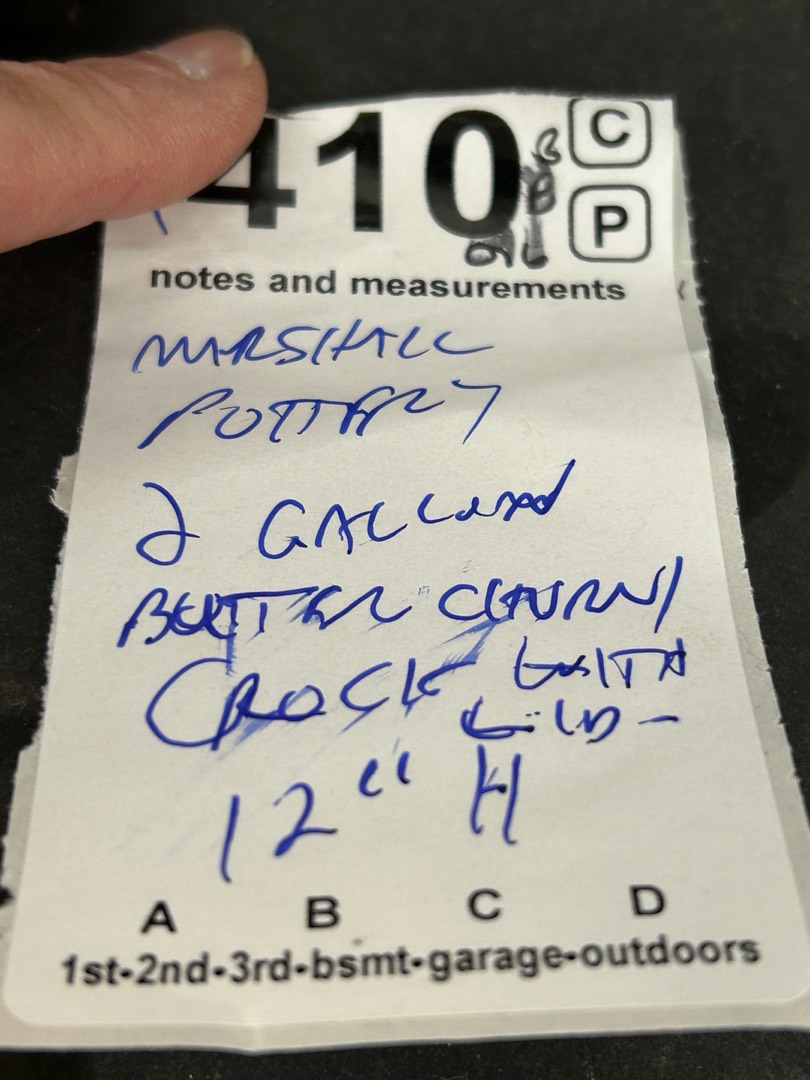 410 C
P
notes and measurements
MARSHALL
POTTERY
2 GALLON
BUTTER CHURN/
CROCK WITH
LID -
12" H
A B C D
1st-2nd-3rd-bsmt-garage-outdoors